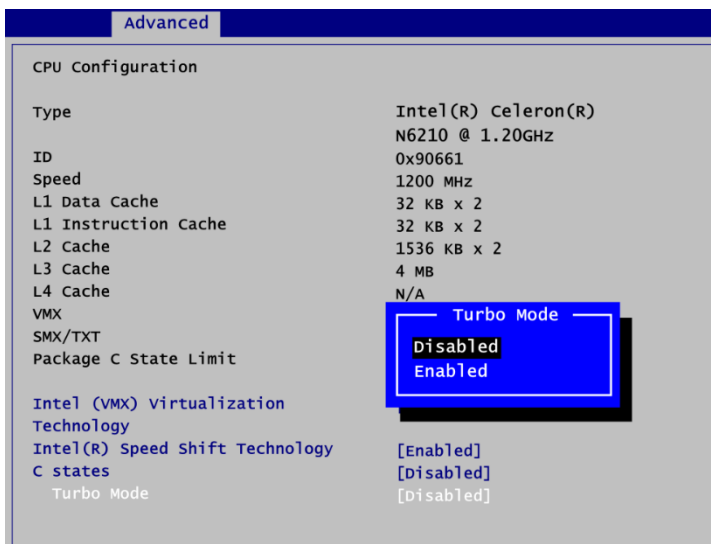 Advanced
CPU Configuration
Type Intel(R) Celeron(R)
N6210 @ 1.20GHz
ID 0x90661
Speed 1200 MHz
L1 Data Cache 32 KB x 2
L1 Instruction Cache 32 KB x 2
L2 Cache 1536 KB x 2
L3 Cache 4 MB
L4 Cache N/A
VMX
SMX/TXT
Package C State Limit
Turbo Mode
Disabled
Enabled
Intel (VMX) Virtualization
Technology
Intel(R) Speed Shift Technology [Enabled]
C states [Disabled]
Turbo Mode [Disabled]